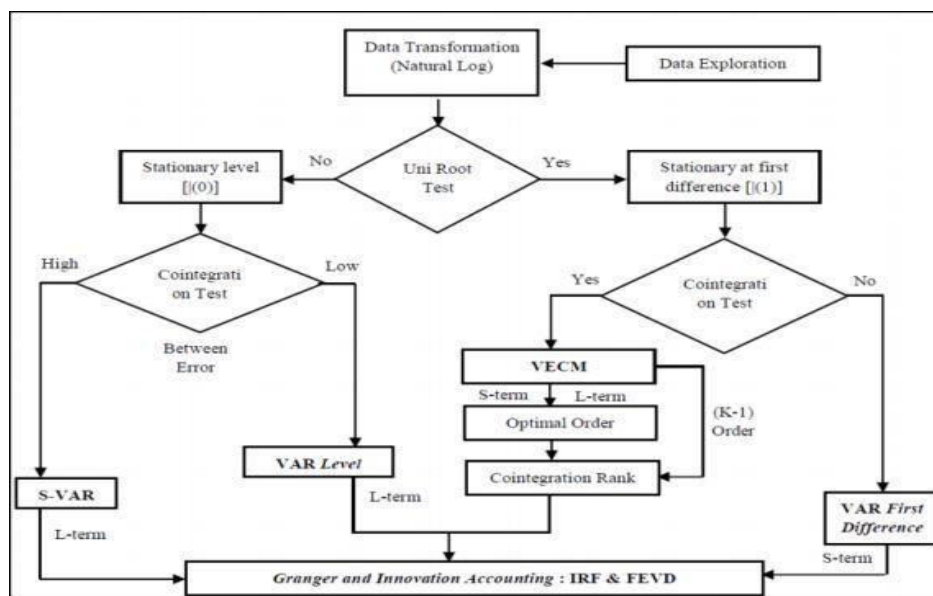 Data Transformation
(Natural Log)
Data Exploration
No
Uni Root
Test
Yes
Stationary level
[|(0)]
Stationary at first
difference [|(1)]
High
Cointegrati
on Test
Low
Between
Error
Yes
Cointegrati
on Test
No
VECM
S-term
L-term
(K-1)
Order
Optimal Order
Cointegration Rank
VAR Level
L-term
S-VAR
L-term
VAR First
Difference
S-term
Granger and Innovation Accounting : IRF & FEVD